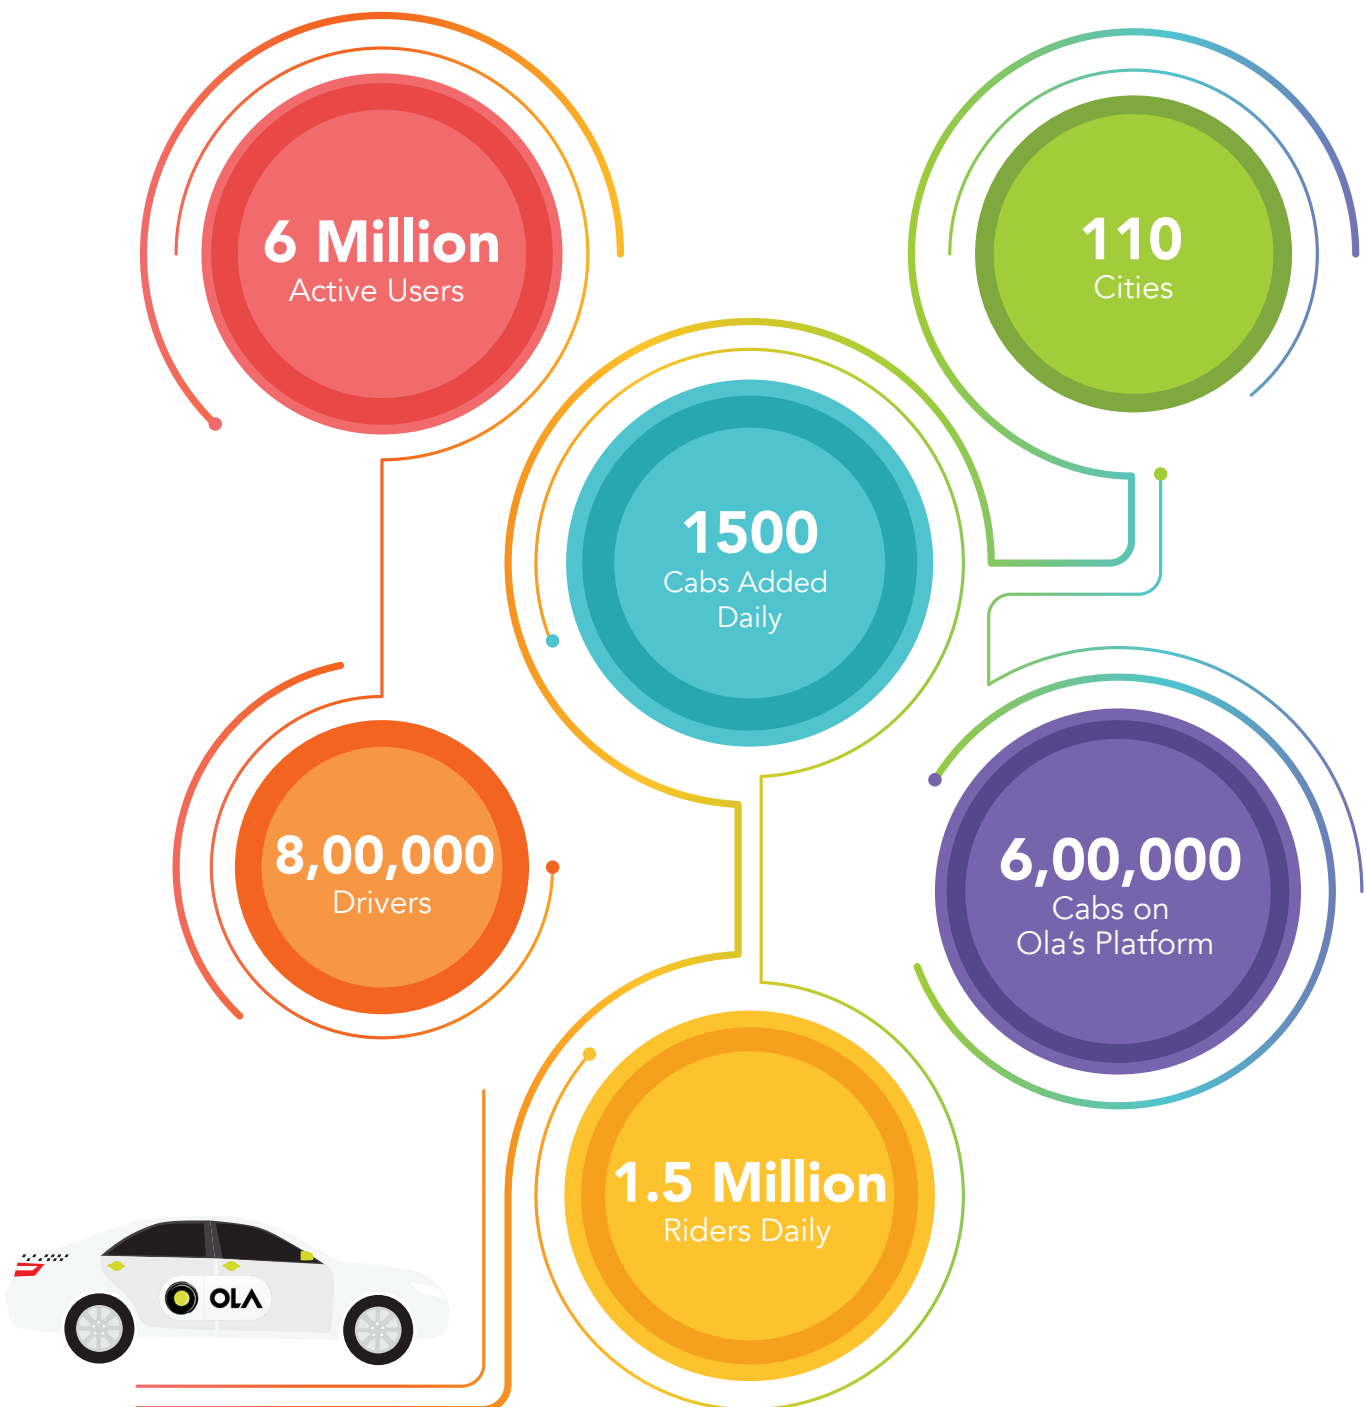 6 Million
Active Users
110
Cities
1500
Cabs Added
Daily
8,00,000
Drivers
6,00,000
Cabs on
Ola's Platform
1.5 Million
Riders Daily
OLA